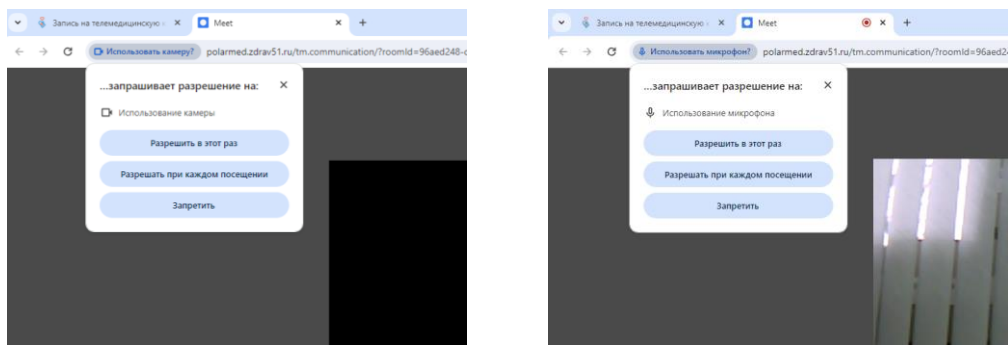 Запись на телемедицинскую
Meet
Использовать камеру?
polarmed.zdrav51.ru/tm.communication/?roomId=96aed248-
...запрашивает разрешение на:
Использование камеры
Разрешить в этот раз
Разрешать при каждом посещении
Запретить
Запись на телемедицинскую
Meet
Использовать микрофон?
polarmed.zdrav51.ru/tm.communication/?roomId=96aed24
...запрашивает разрешение на:
Использование микрофона
Разрешить в этот раз
Разрешать при каждом посещении
Запретить